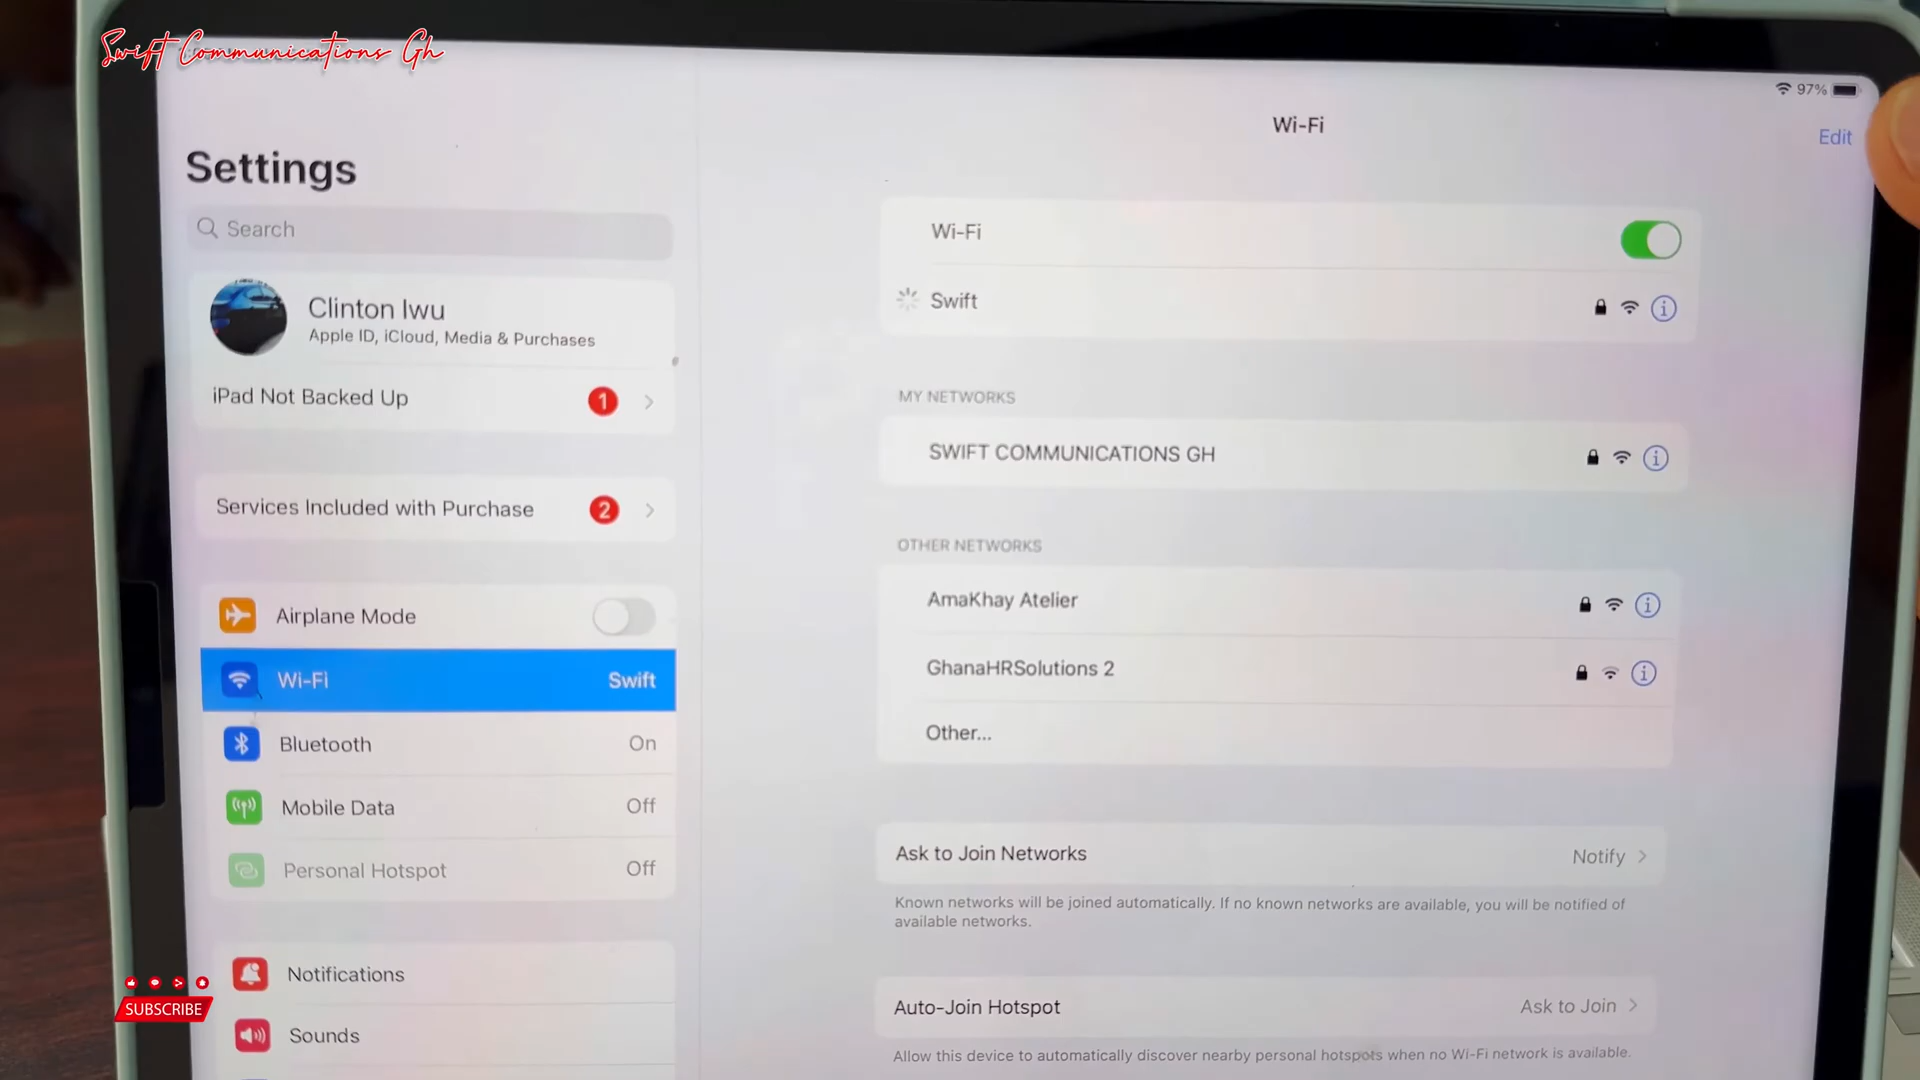 Swift Communications Gh
97%
Wi-Fi
Edit
Settings
Search
Clinton Iwu
Apple ID, iCloud, Media & Purchases
iPad Not Backed Up
1
Services Included with Purchase
2
Airplane Mode
Wi-Fi
Swift
Bluetooth
On
Mobile Data
Off
Personal Hotspot
Off
Notifications
Sounds
Wi-Fi
Swift
MY NETWORKS
SWIFT COMMUNICATIONS GH
OTHER NETWORKS
AmaKhay Atelier
GhanaHRSolutions 2
Other...
Ask to Join Networks
Notify
Known networks will be joined automatically. If no known networks are available, you will be notified of
available networks.
Auto-Join Hotspot
Ask to Join
Allow this device to automatically discover nearby personal hotspots when no Wi-Fi network is available.
SUBSCRIBE